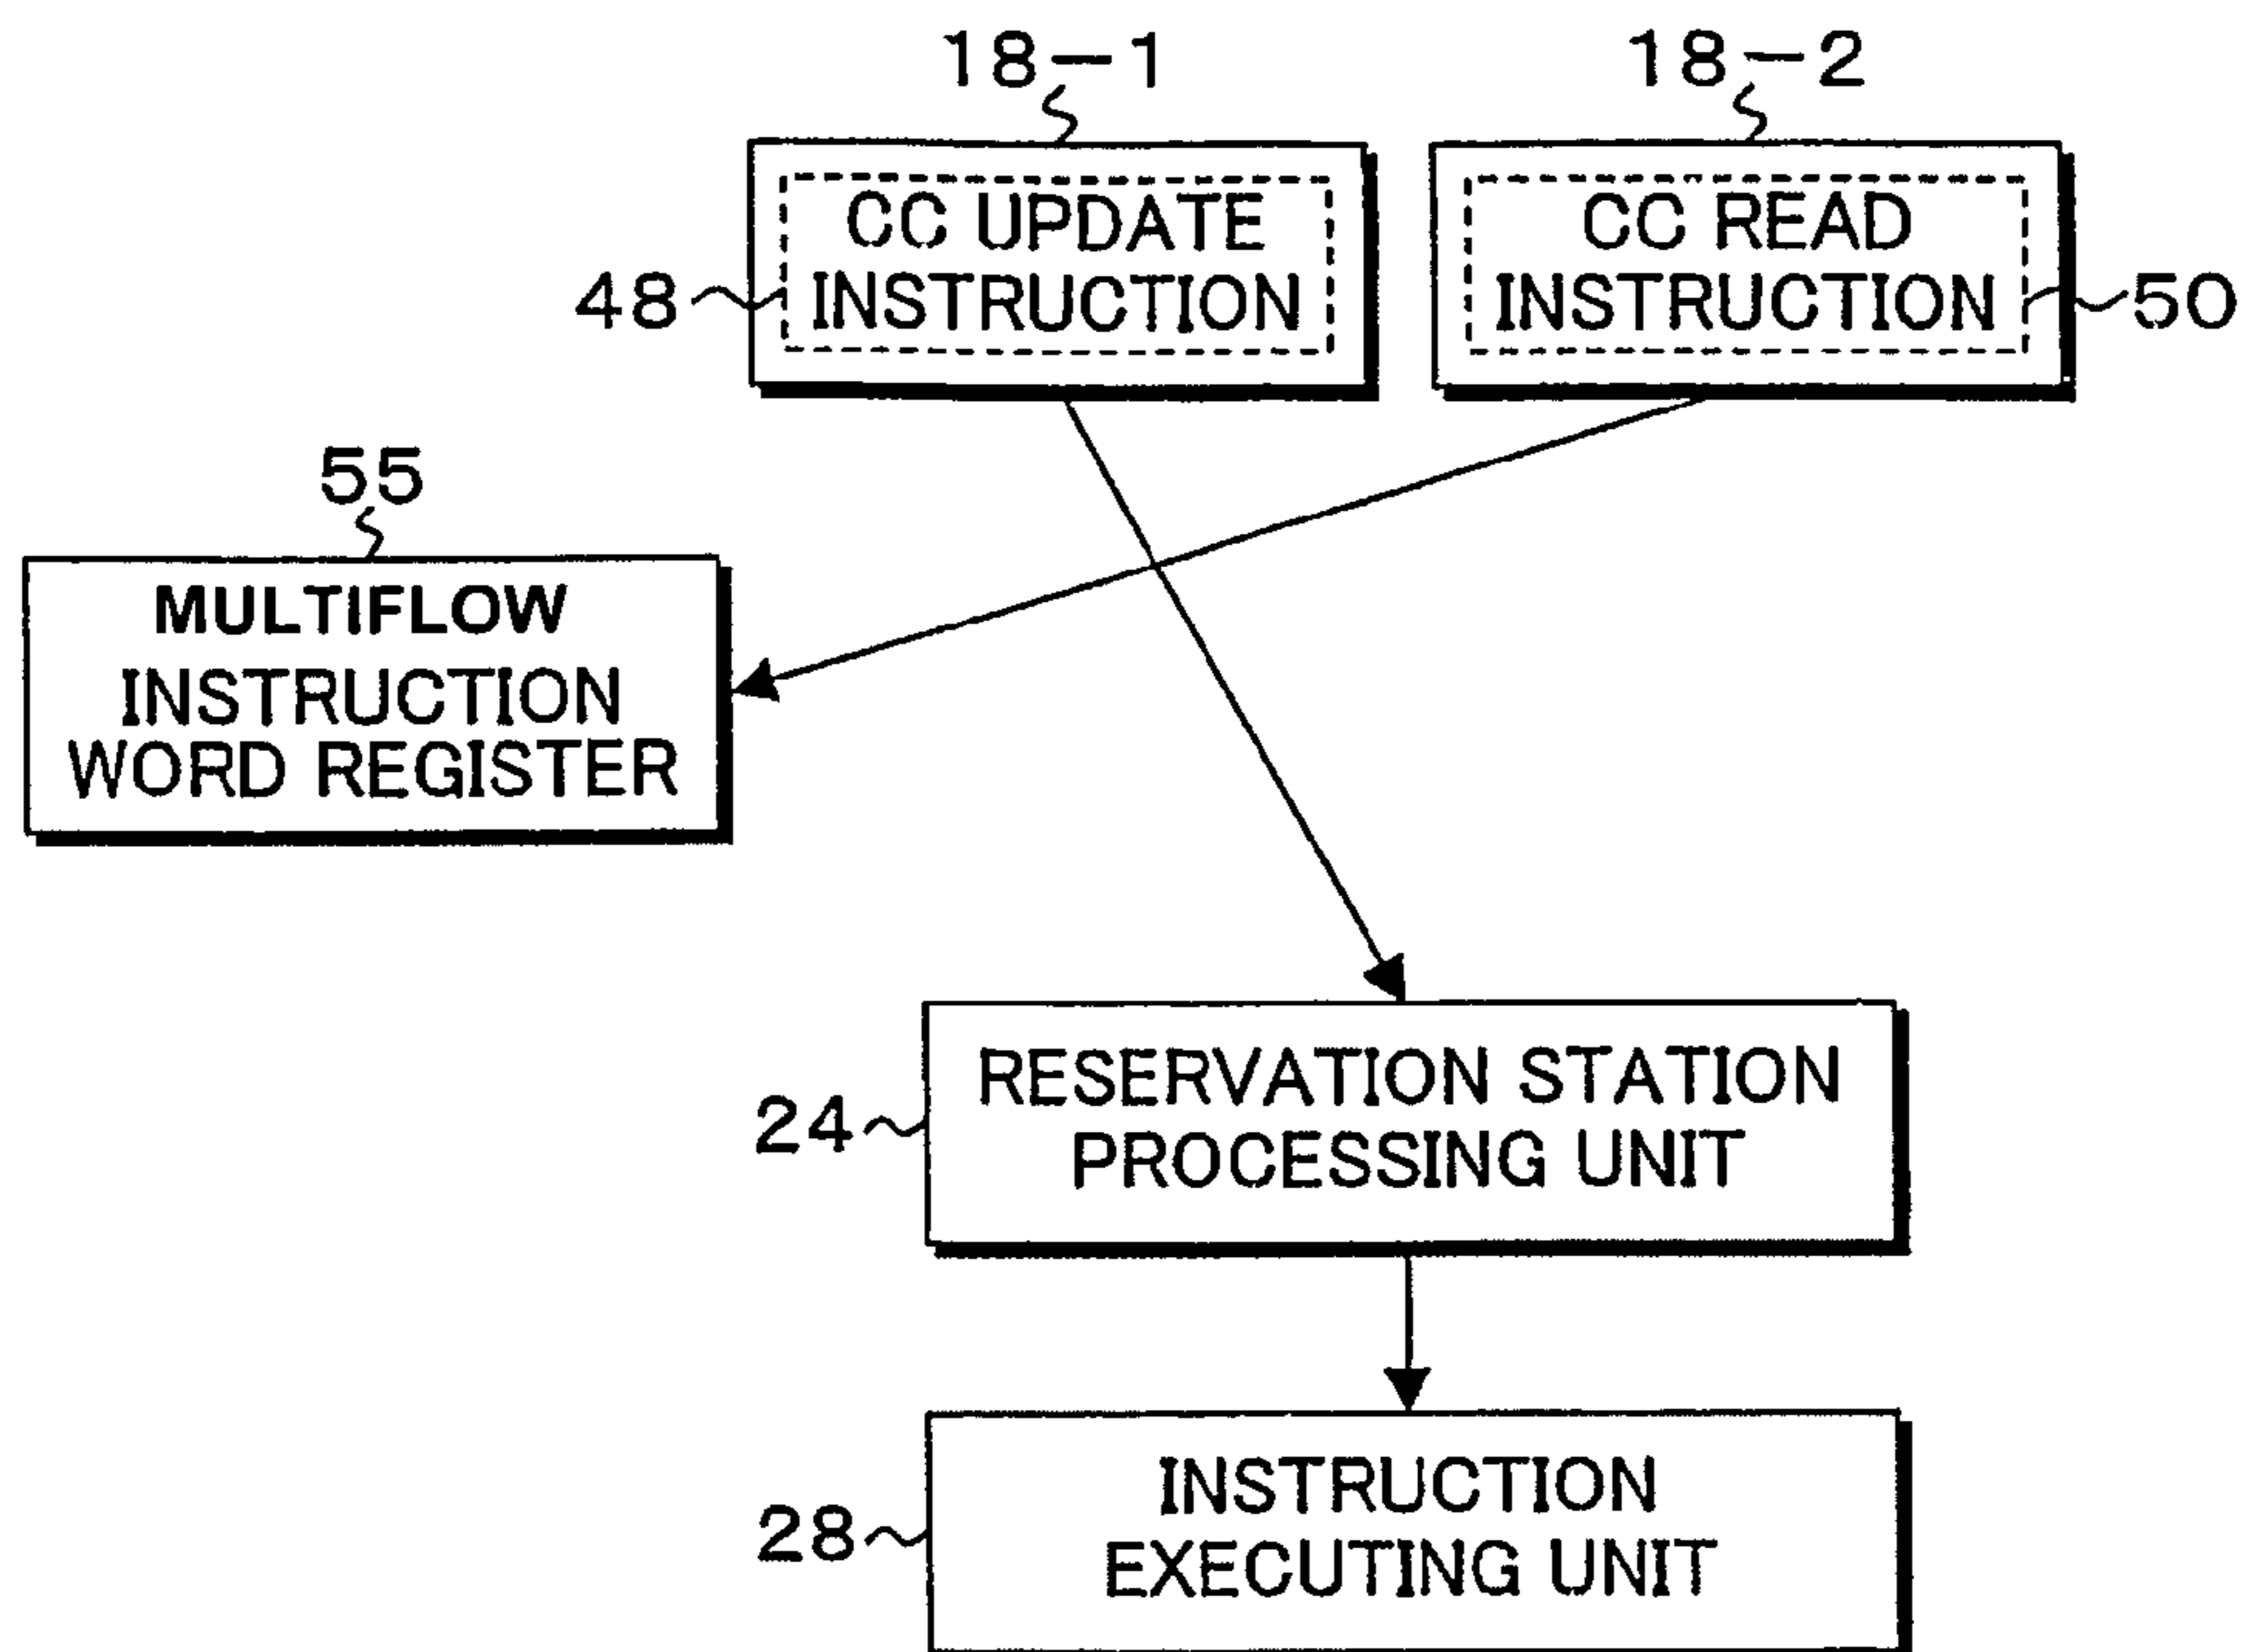 18-1
18-2
CC UPDATE
INSTRUCTION
CC READ
INSTRUCTION
48
50
55
MULTIFLOW
INSTRUCTION
WORD REGISTER
RESERVATION STATION
PROCESSING UNIT
24
INSTRUCTION
EXECUTING UNIT
28